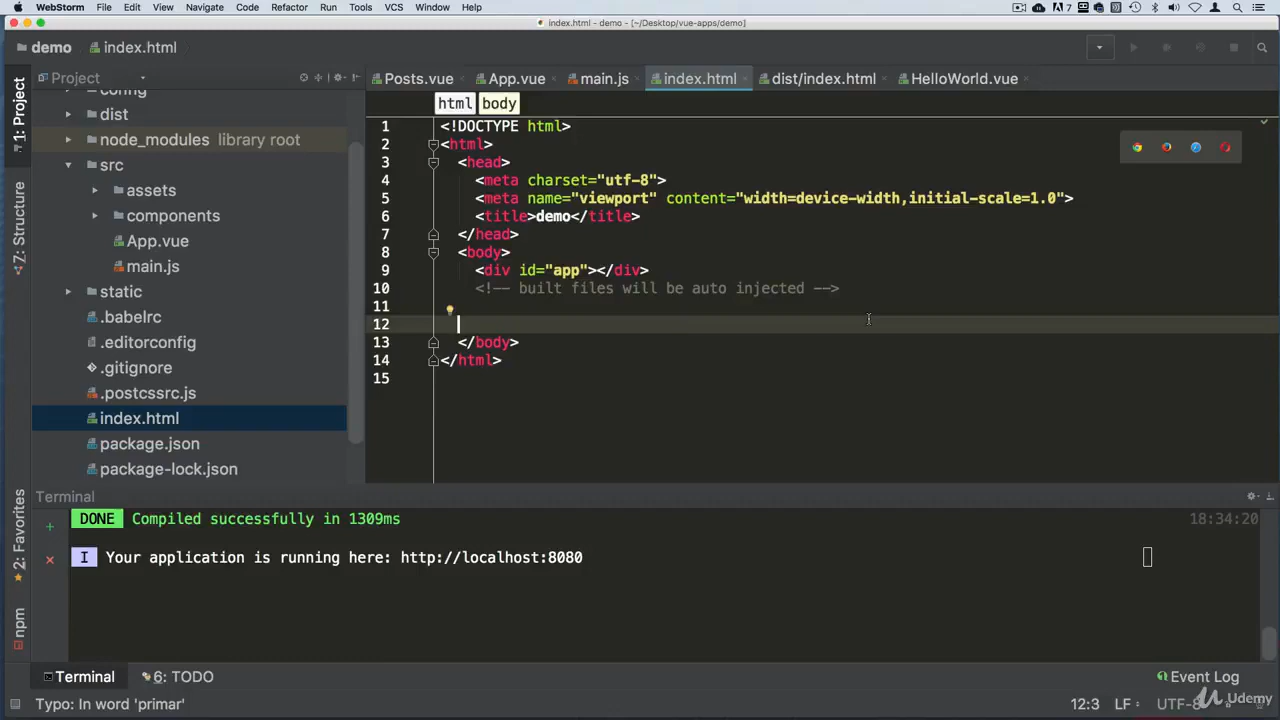 WebStorm File Edit View Navigate Code Refactor Run Tools VCS Window Help 7
index.html - demo - [~/Desktop/vue-apps/demo]
demo index.html
Project
Posts.vue App.vue main.js index.html dist/index.html HelloWorld.vue
1: Project
Z: Structure
2: Favorites
npm
config
dist
node_modules library root
src
assets
components
App.vue
main.js
static
.babelrc
.editorconfig
.gitignore
.postcssrc.js
index.html
package.json
package-lock.json
html body
1 <!DOCTYPE html>
2 <html>
3 <head>
4 <meta charset="utf-8">
5 <meta name="viewport" content="width=device-width,initial-scale=1.0">
6 <title>demo</title>
7 </head>
8 <body>
9 <div id="app"></div>
10 <!-- built files will be auto injected -->
11
12
13 </body>
14 </html>
15
Terminal
DONE Compiled successfully in 1309ms 18:34:20
I Your application is running here: http://localhost:8080
Terminal 6: TODO Event Log
Typo: In word 'primar' 12:3 LF UTF-8
Udemy